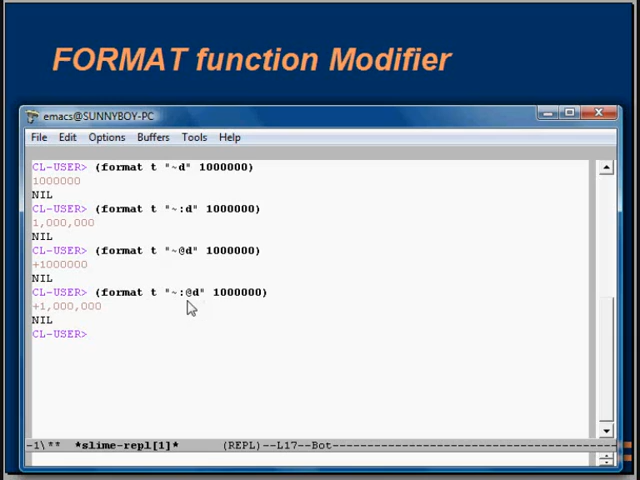 FORMAT function Modifier
emacs@SUNNYBOY-PC
File Edit Options Buffers Tools Help
CL-USER> (format t "~d" 1000000)
1000000
NIL
CL-USER> (format t "~:d" 1000000)
1,000,000
NIL
CL-USER> (format t "~@d" 1000000)
+1000000
NIL
CL-USER> (format t "~:@d" 1000000)
+1,000,000
NIL
CL-USER>
-1\** *slime-repl[1]* (REPL)--L17--Bot--------------------------------------------